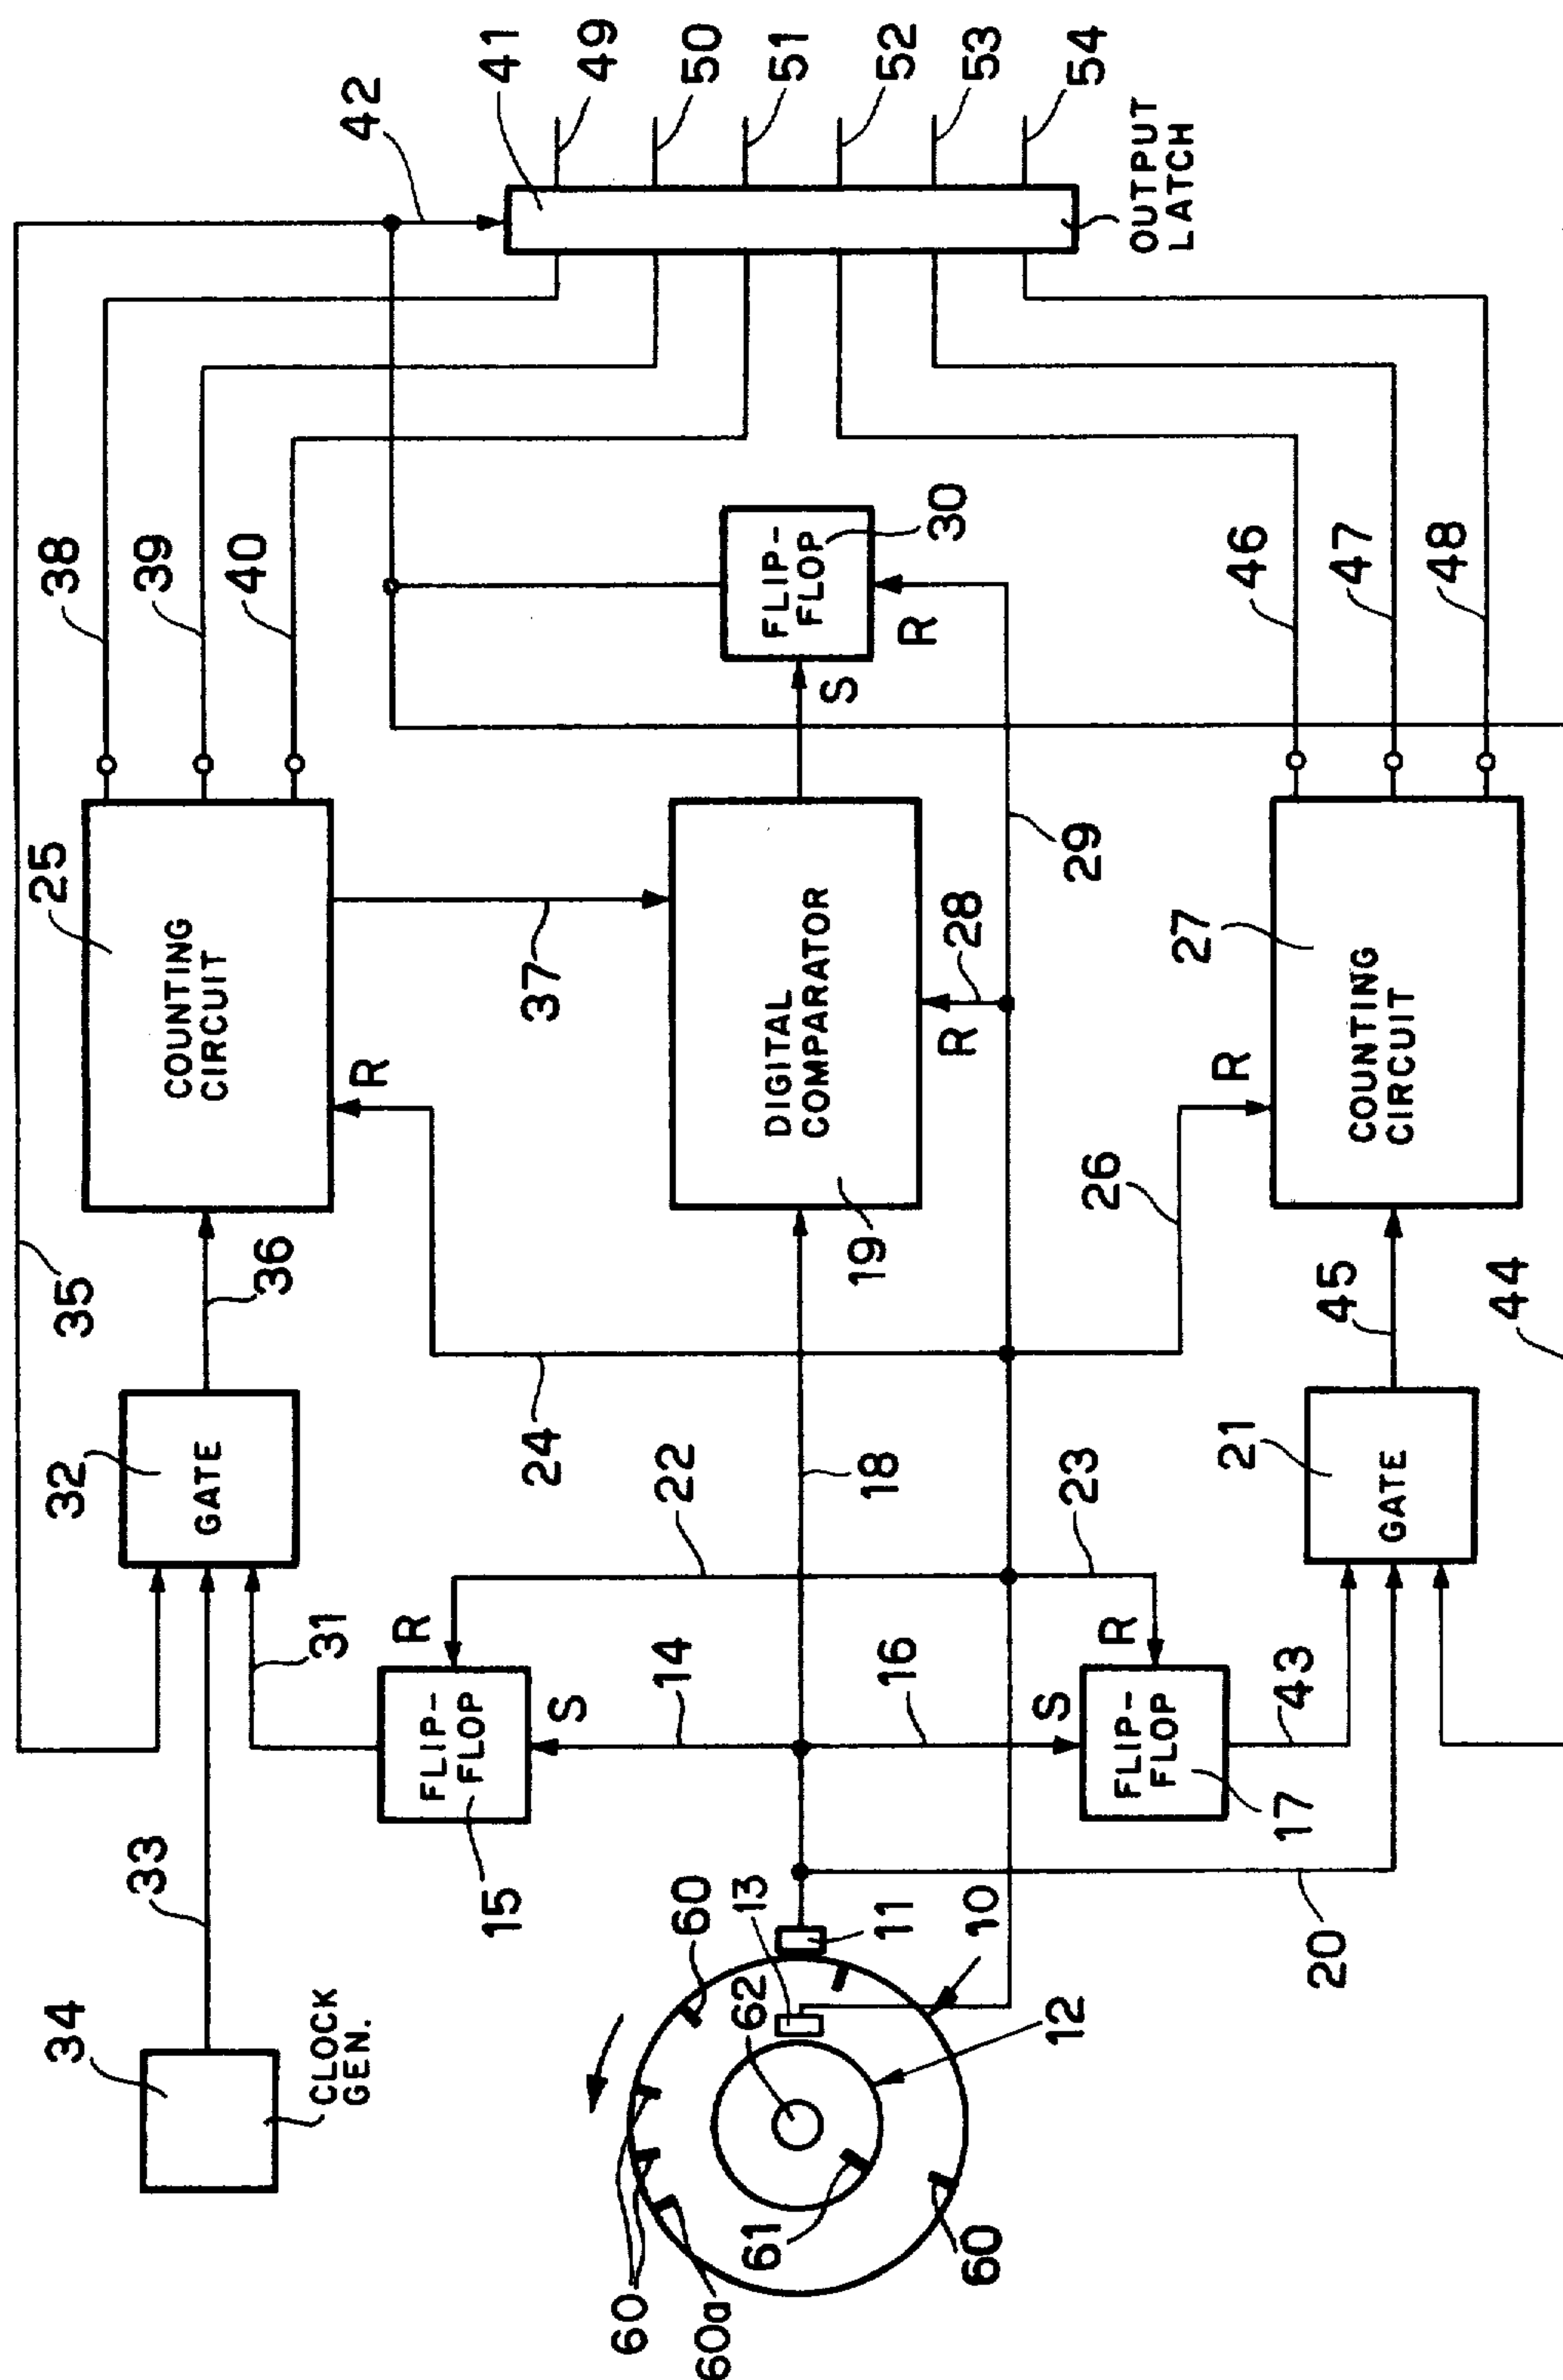 35
25
COUNTING
CIRCUIT
38
39
40
42
41
49
50
51
52
53
54
OUTPUT
LATCH
32
GATE
36
R
37
24
33
34
CLOCK
GEN.
31
R
FLIP-
FLOP
15
S
14
22
18
DIGITAL
COMPARATOR
19
R
28
29
FLIP-
FLOP
30
S
R
60
13
11
10
62
12
61
60
60
60a
16
S
R
23
FLIP-
FLOP
17
43
20
21
GATE
45
44
26
R
27
COUNTING
CIRCUIT
46
47
48